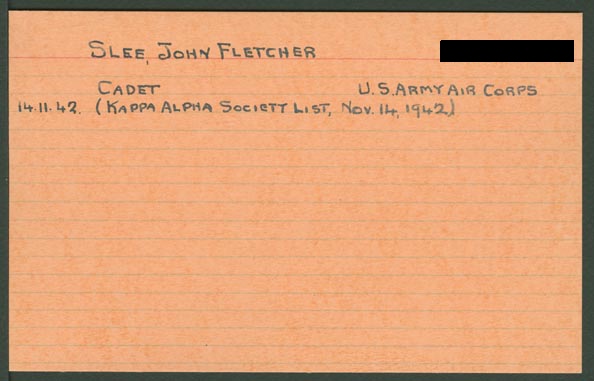 SLEE, JOHN FLETCHER
CADET U.S. ARMY AIR CORPS
14.11.42. (KAPPA ALPHA SOCIETY LIST, NOV. 14, 1942)